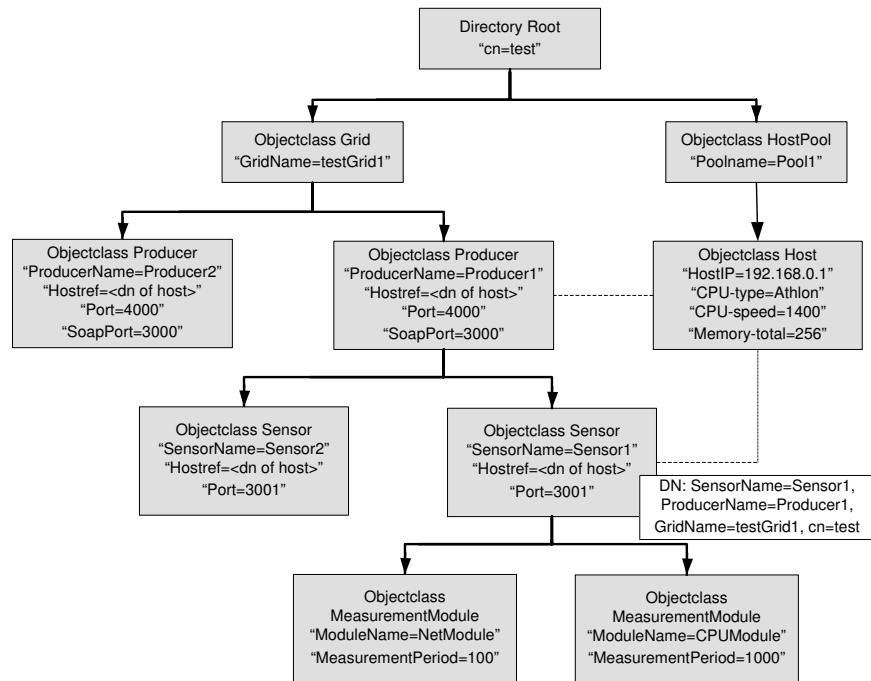 Directory Root
“cn=test”
Objectclass Grid
“GridName=testGrid1”
Objectclass HostPool
“Poolname=Pool1”
Objectclass Producer
“ProducerName=Producer2”
“Hostref=<dn of host>”
“Port=4000”
“SoapPort=3000”
Objectclass Producer
“ProducerName=Producer1”
“Hostref=<dn of host>”
“Port=4000”
“SoapPort=3000”
Objectclass Host
“HostIP=192.168.0.1”
“CPU-type=Athlon”
“CPU-speed=1400”
“Memory-total=256”
Objectclass Sensor
“SensorName=Sensor2”
“Hostref=<dn of host>”
“Port=3001”
Objectclass Sensor
“SensorName=Sensor1”
“Hostref=<dn of host>”
“Port=3001”
DN: SensorName=Sensor1,
ProducerName=Producer1,
GridName=testGrid1, cn=test
Objectclass
MeasurementModule
“ModuleName=NetModule”
“MeasurementPeriod=100”
Objectclass
MeasurementModule
“ModuleName=CPUModule”
“MeasurementPeriod=1000”